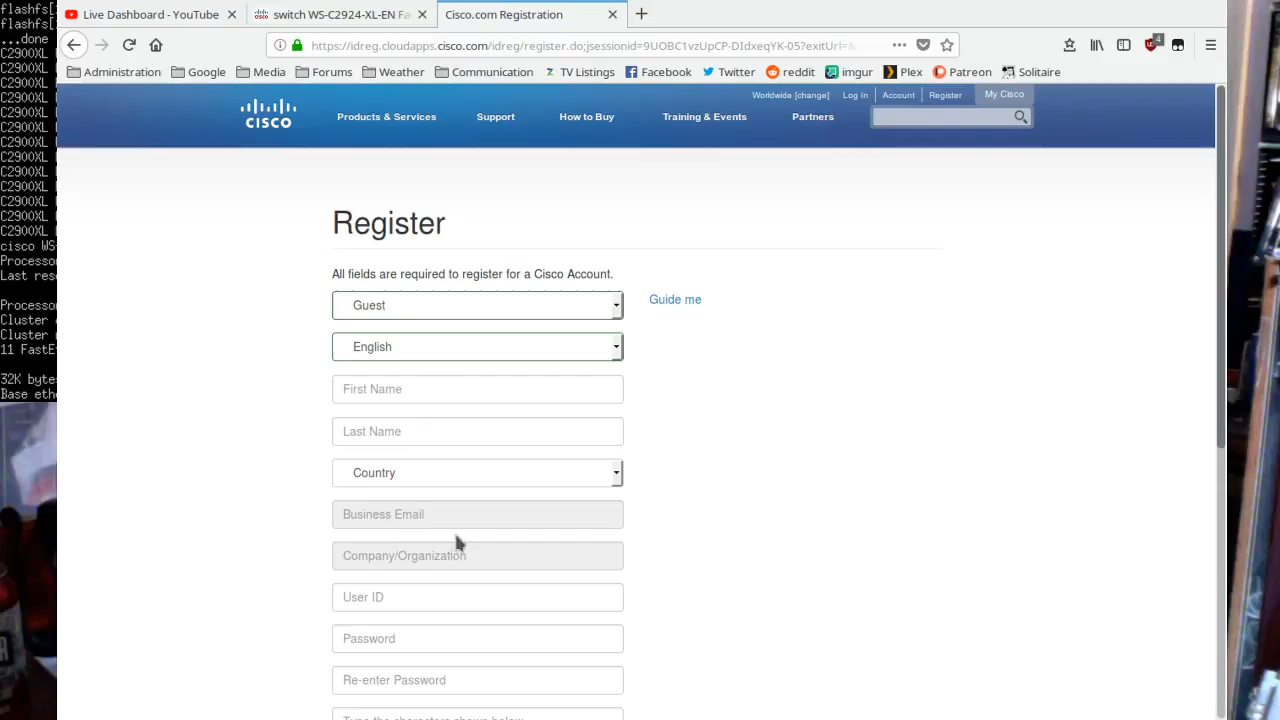 Live Dashboard - YouTube
switch WS-C2924-XL-EN Fa
Cisco.com Registration
https://idreg.cloudapps.cisco.com/idreg/register.do;jsessionid=9UOBC1vzUpCP-DIdxeqYK-05?exitUrl=&
4
Administration Google Media Forums Weather Communication TV Listings Facebook Twitter reddit imgur Plex Patreon Solitaire
Worldwide [change] Log In Account Register My Cisco
cisco
Products & Services Support How to Buy Training & Events Partners
Register
All fields are required to register for a Cisco Account.
Guest
Guide me
English
First Name
Last Name
Country
Business Email
Company/Organization
User ID
Password
Re-enter Password
Type the characters shown below
flashfs[
flashfs[
...done
C2900XL
C2900XL
C2900XL
C2900XL
C2900XL
C2900XL
C2900XL
C2900XL
C2900XL
C2900XL
C2900XL
C2900XL
C2900XL
cisco WS
Processo
Last res
Processo
Cluster
Cluster
11 FastE
32K byte
Base eth